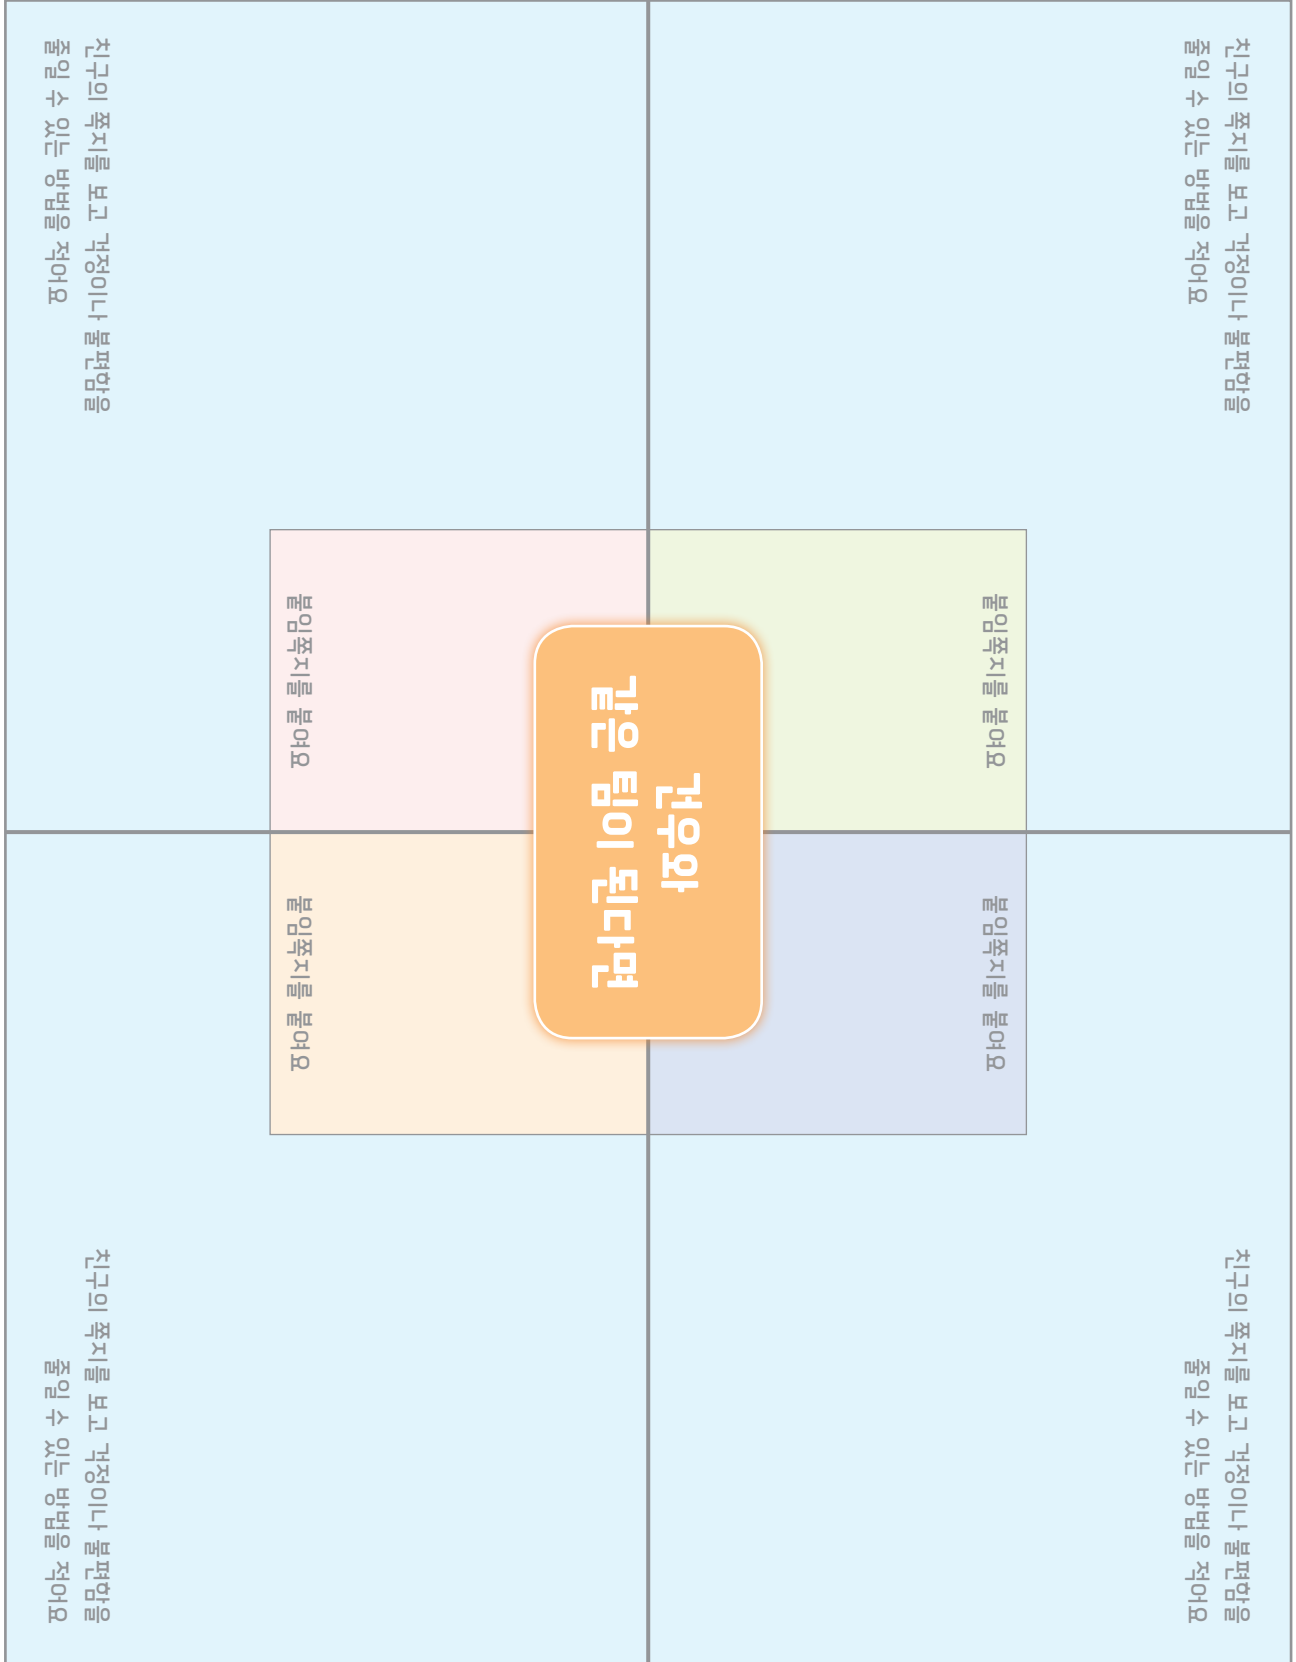 친구의 쪽지를 보고 걱정이나 불편함을
줄일 수 있는 방법을 적어요
친구의 쪽지를 보고 걱정이나 불편함을
줄일 수 있는 방법을 적어요
붙임쪽지를 붙여요
붙임쪽지를 붙여요
건우와
같은 팀이 된다면
붙임쪽지를 붙여요
붙임쪽지를 붙여요
친구의 쪽지를 보고 걱정이나 불편함을
줄일 수 있는 방법을 적어요
친구의 쪽지를 보고 걱정이나 불편함을
줄일 수 있는 방법을 적어요